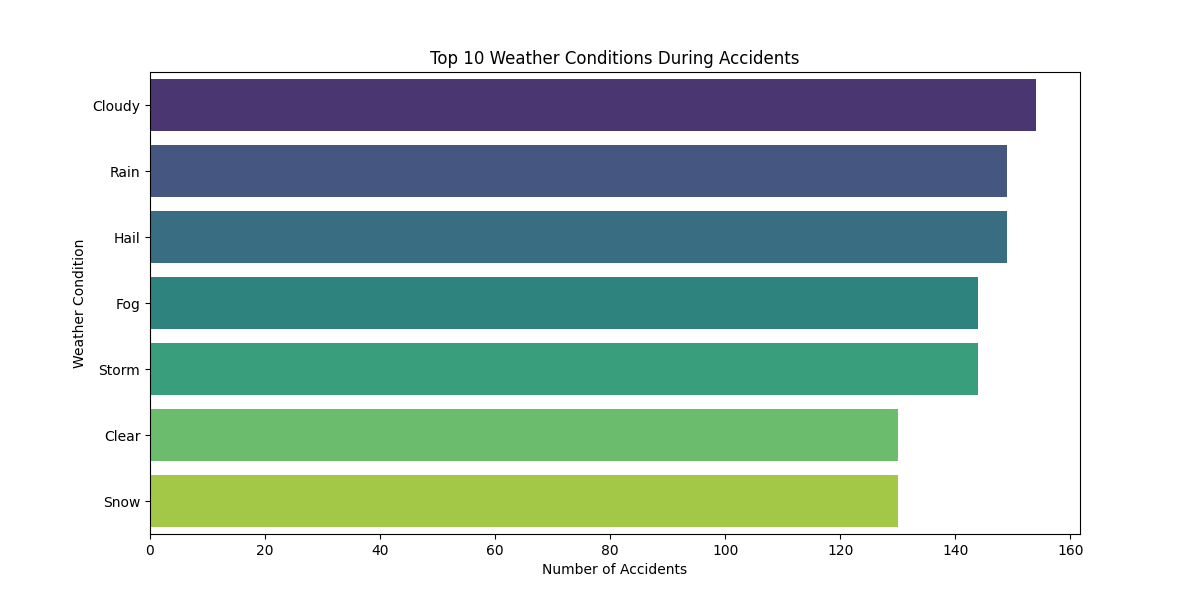 Top 10 Weather Conditions During Accidents
Weather Condition
Cloudy
Rain
Hail
Fog
Storm
Clear
Snow
0 20 40 60 80 100 120 140 160
Number of Accidents